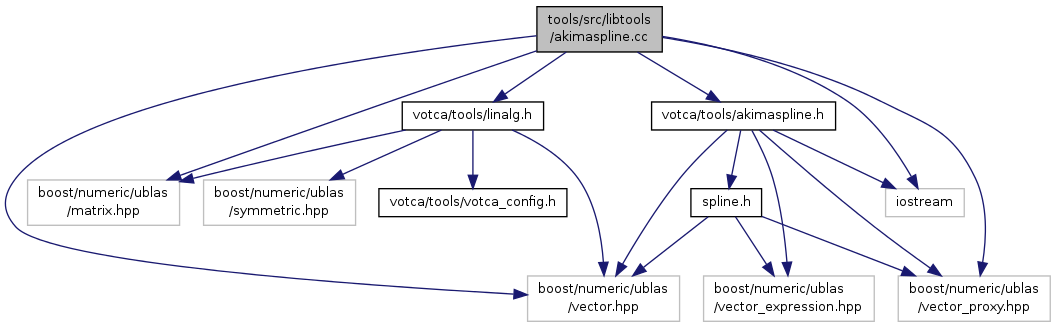 tools/src/libtools
/akimaspline.cc
votca/tools/linalg.h
votca/tools/akimaspline.h
boost/numeric/ublas
/matrix.hpp
boost/numeric/ublas
/symmetric.hpp
votca/tools/votca_config.h
spline.h
iostream
boost/numeric/ublas
/vector.hpp
boost/numeric/ublas
/vector_expression.hpp
boost/numeric/ublas
/vector_proxy.hpp